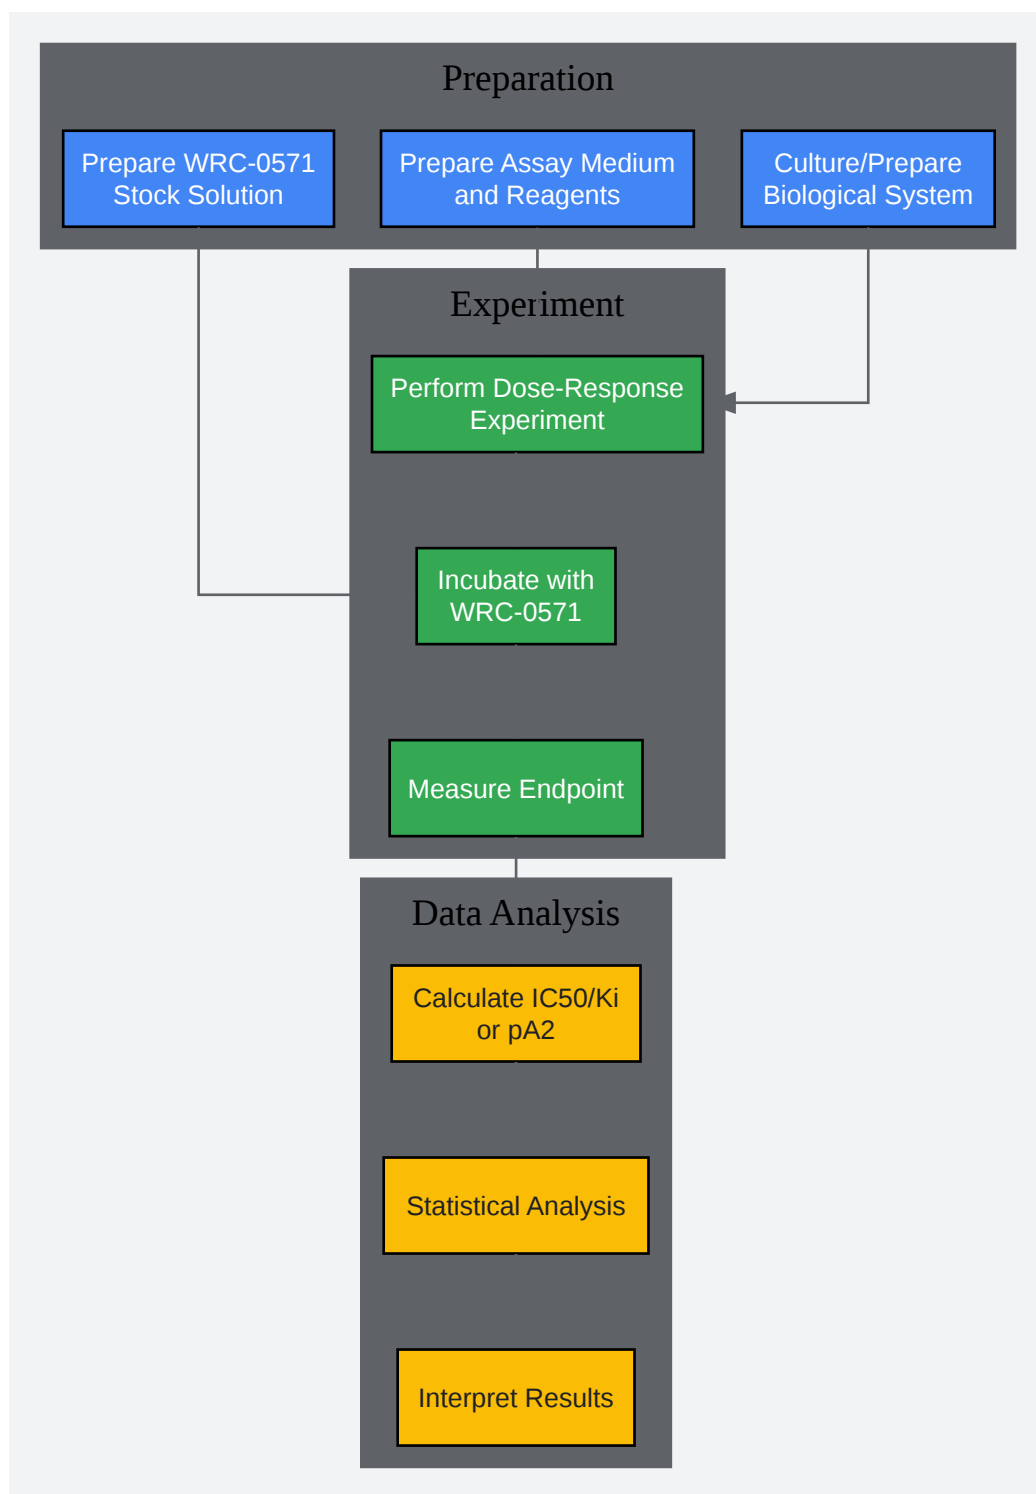 Preparation
Prepare WRC-0571
Stock Solution
Prepare Assay Medium
and Reagents
Culture/Prepare
Biological System
Experiment
Perform Dose-Response
Experiment
Incubate with
WRC-0571
Measure Endpoint
Data Analysis
Calculate IC50/Ki
or pA2
Statistical Analysis
Interpret Results